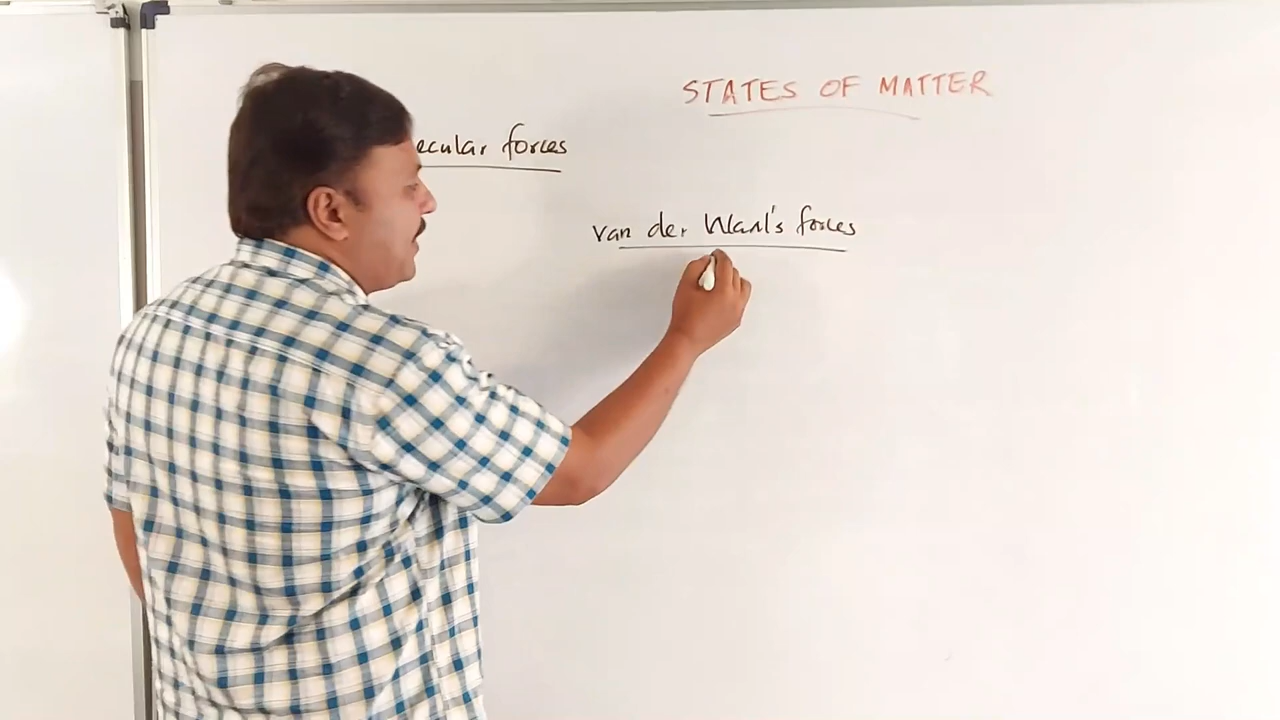 STATES OF MATTER
ecular forces
van der Waal's forces